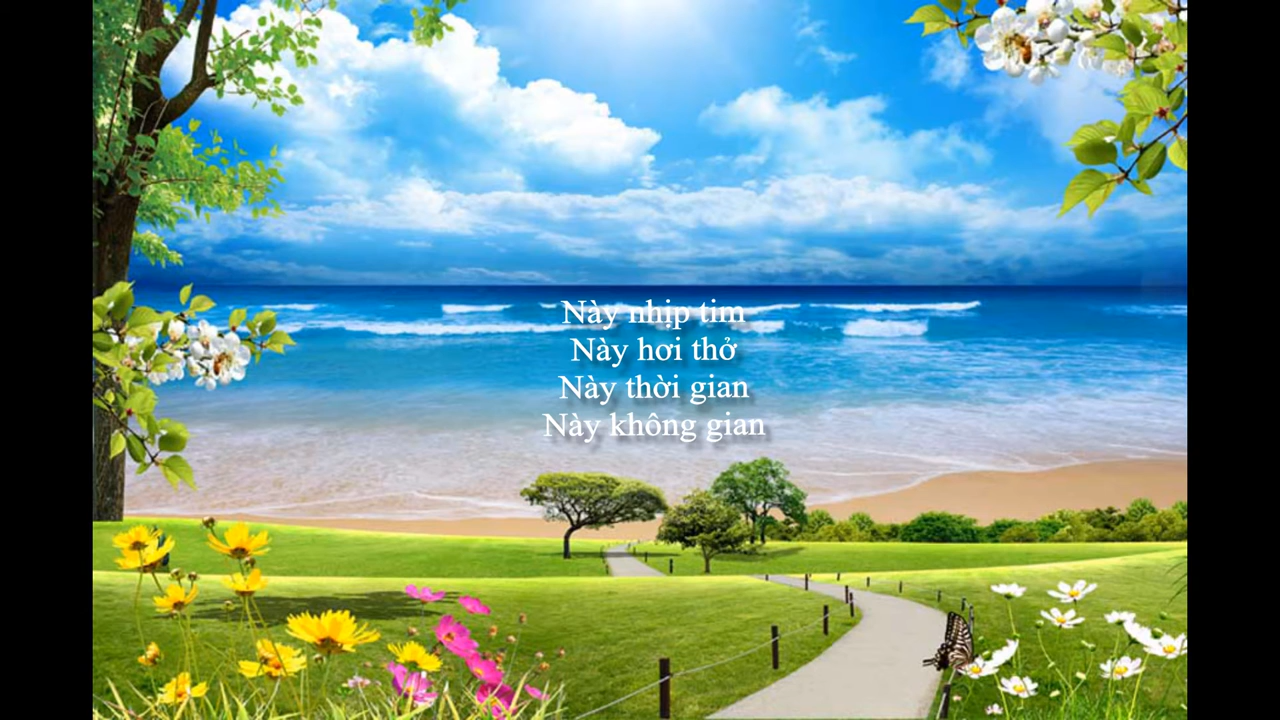 Này nhịp tim
Này hơi thở
Này thời gian
Này không gian